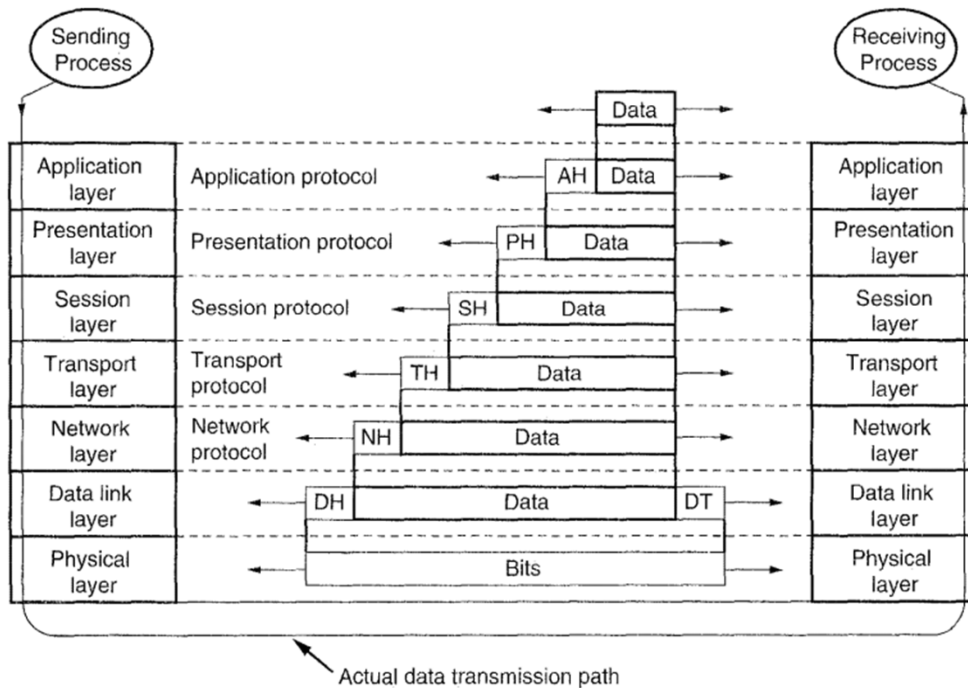 Sending
Process
Receiving
Process
Data
Application
layer
Application protocol
AH
Data
Application
layer
Presentation
layer
Presentation protocol
PH
Data
Presentation
layer
Session
layer
Session protocol
SH
Data
Session
layer
Transport
layer
Transport
protocol
TH
Data
Transport
layer
Network
layer
Network
protocol
NH
Data
Network
layer
Data link
layer
DH
Data
DT
Data link
layer
Physical
layer
Bits
Physical
layer
Actual data transmission path